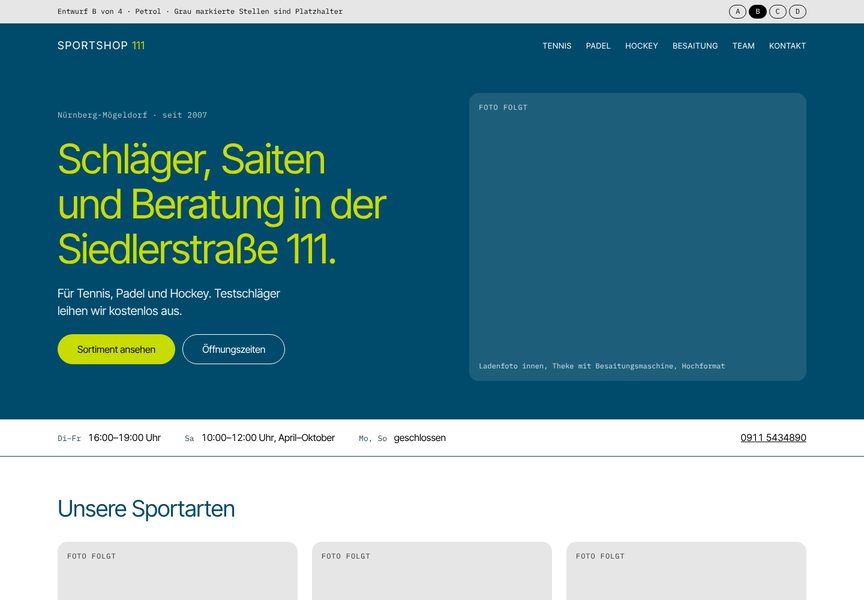 Entwurf B von 4 · Petrol · Grau markierte Stellen sind Platzhalter
A B C D
SPORTSHOP 111
TENNIS PADEL HOCKEY BESAITUNG TEAM KONTAKT
Nürnberg-Mögeldorf · seit 2007
Schläger, Saiten
und Beratung in der
Siedlerstraße 111.
Für Tennis, Padel und Hockey. Testschläger
leihen wir kostenlos aus.
Sortiment ansehen
Öffnungszeiten
FOTO FOLGT
Ladenfoto innen, Theke mit Besaitungsmaschine, Hochformat
Di–Fr 16:00–19:00 Uhr Sa 10:00–12:00 Uhr, April–Oktober Mo, So geschlossen 0911 5434890
Unsere Sportarten
FOTO FOLGT
FOTO FOLGT
FOTO FOLGT